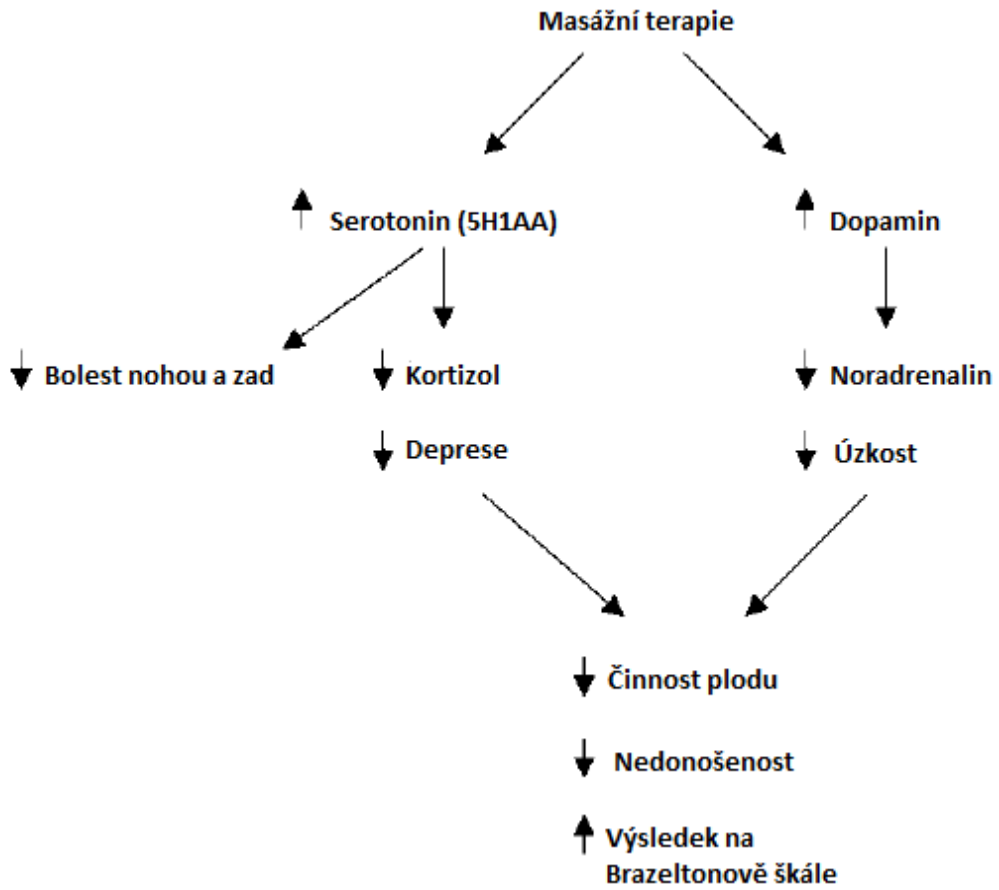 Masážní terapie
Serotonin (5H1AA)
Dopamin
Bolest nohou a zad
Kortizol
Noradrenalin
Deprese
Úzkost
Činnost plodu
Nedonošenost
Výsledek na
Brazeltonově škále